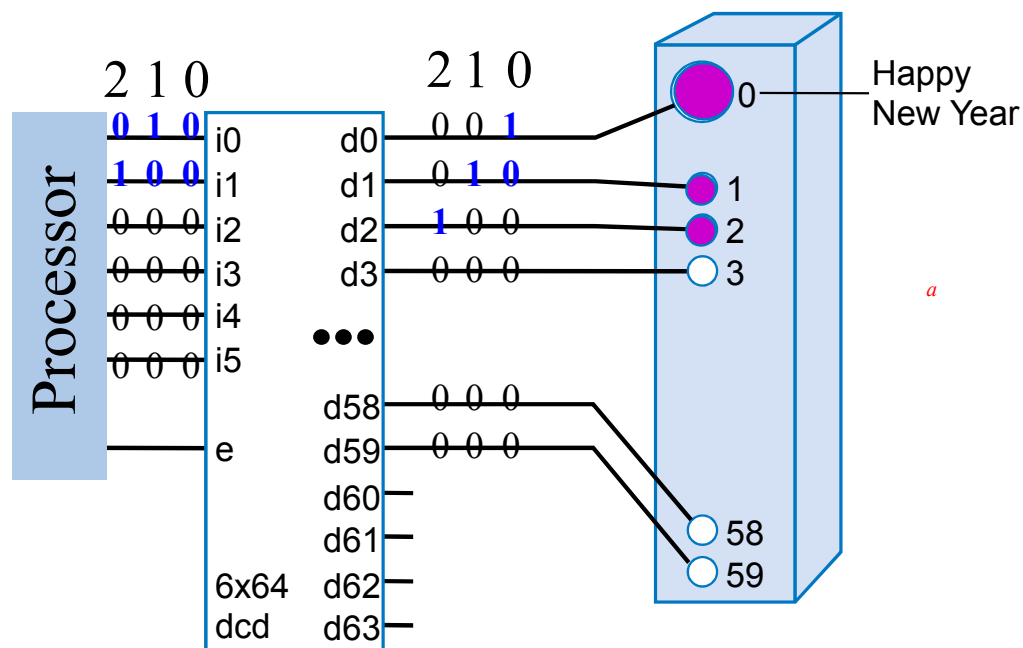 2 1 0
2 1 0
0 1 0 i0 d0 0 0 1
1 0 0 i1 d1 0 1 0
0 0 0 i2 d2 1 0 0
0 0 0 i3 d3 0 0 0
0 0 0 i4
0 0 0 i5
d58 0 0 0
e d59 0 0 0
d60
d61
6x64 d62
dcd d63
Processor
0
1
2
3
58
59
Happy
New Year
a